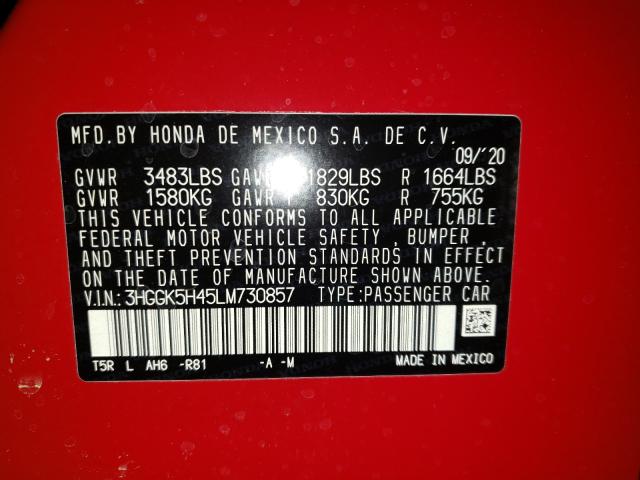 MFD.BY HONDA DE MEXICO S.A. DE C.V.
09/'20
GVWR 3483LBS GAWR 1829LBS R 1664LBS
GVWR 1580KG GAWR F 830KG R 755KG
THIS VEHICLE CONFORMS TO ALL APPLICABLE
FEDERAL MOTOR VEHICLE SAFETY , BUMPER ,
AND THEFT PREVENTION STANDARDS IN EFFECT
ON THE DATE OF MANUFACTURE SHOWN ABOVE.
V.I.N.: 3HGGK5H45LM730857 TYPE:PASSENGER CAR
T5R L AH6 -R81 -A -M MADE IN MEXICO